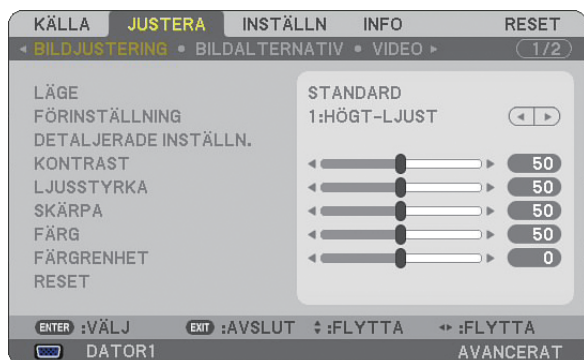 KÄLLA JUSTERA INSTÄLLN INFO RESET
BILDJUSTERING • BILDALTERNATIV • VIDEO 1/2
LÄGE STANDARD
FÖRINSTÄLLNING 1:HÖGT-LJUST
DETALJERADE INSTÄLLN.
KONTRAST 50
LJUSSTYRKA 50
SKÄRPA 50
FÄRG 50
FÄRGRENHET 0
RESET
ENTER :VÄLJ EXIT :AVSLUT :FLYTTA :FLYTTA
DATOR1 AVANCERAT